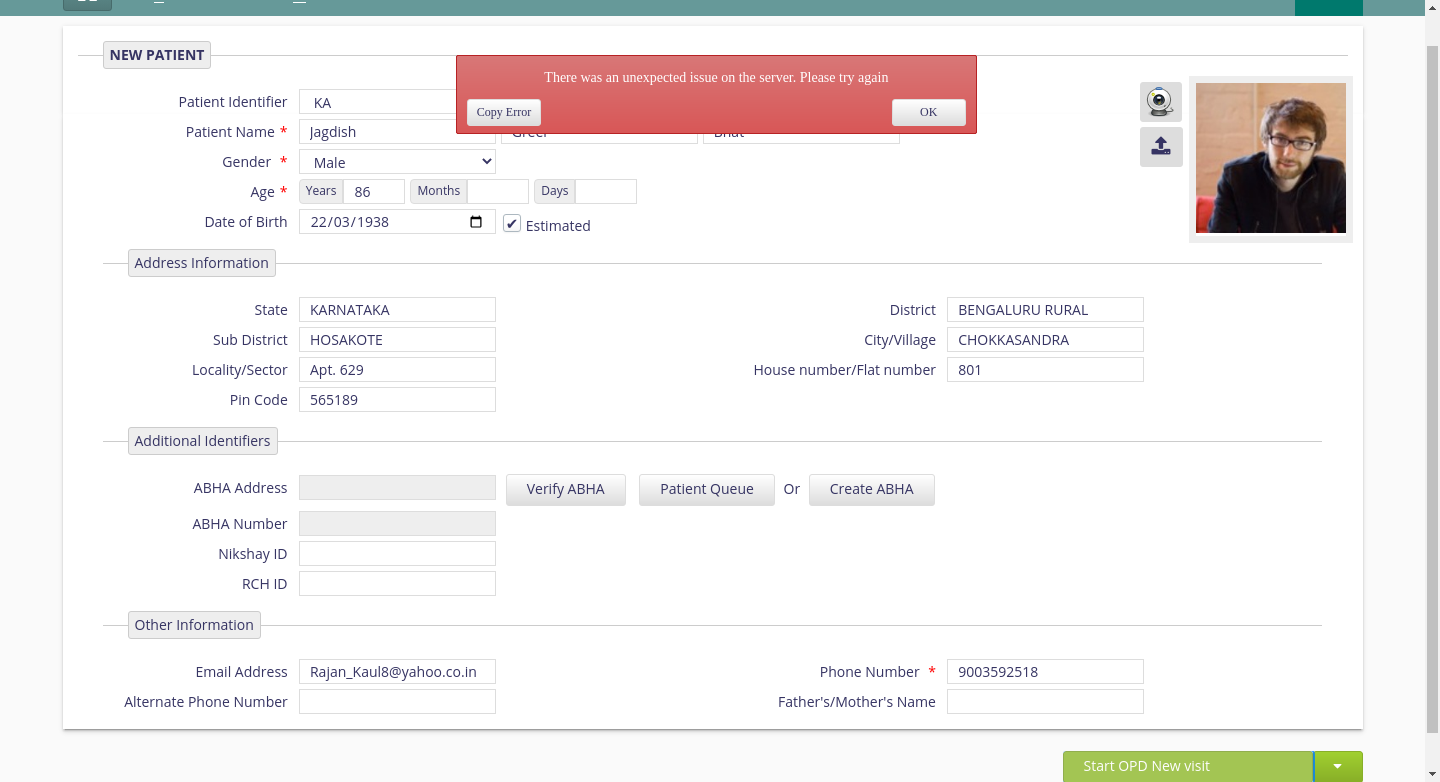 NEW PATIENT
There was an unexpected issue on the server. Please try again
Copy Error OK
Patient Identifier KA
Patient Name * Jagdish Greer Bhat
Gender * Male
Age * Years 86 Months Days
Date of Birth 22/03/1938 ✔ Estimated
Address Information
State KARNATAKA District BENGALURU RURAL
Sub District HOSAKOTE City/Village CHOKKASANDRA
Locality/Sector Apt. 629 House number/Flat number 801
Pin Code 565189
Additional Identifiers
ABHA Address Verify ABHA Patient Queue Or Create ABHA
ABHA Number
Nikshay ID
RCH ID
Other Information
Email Address Rajan_Kaul8@yahoo.co.in Phone Number * 9003592518
Alternate Phone Number Father's/Mother's Name
Start OPD New visit